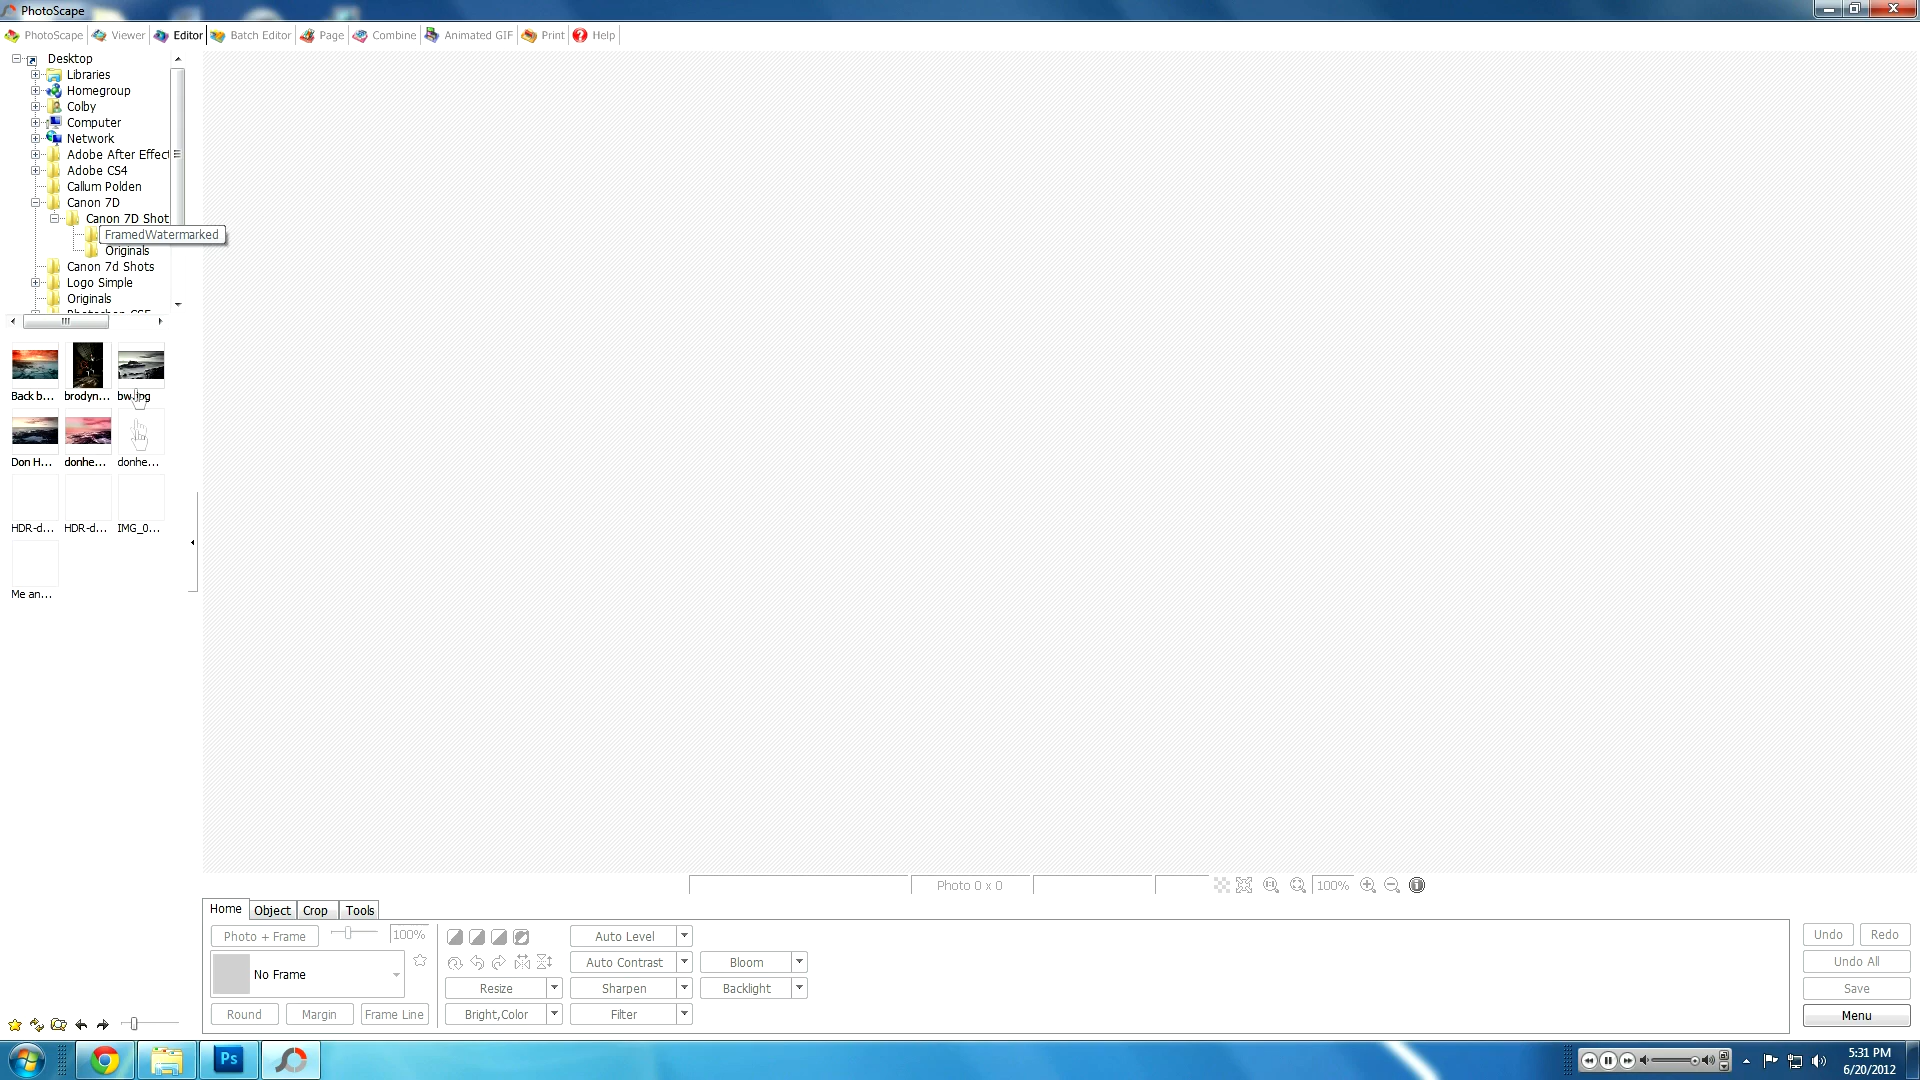 PhotoScape
PhotoScape Viewer Editor Batch Editor Page Combine Animated GIF Print Help
Desktop
Libraries
Homegroup
Colby
Computer
Network
Adobe After Effect
Adobe CS4
Callum Polden
Canon 7D
Canon 7D Shot
FramedWatermarked
Originals
Canon 7d Shots
Logo Simple
Originals
Photoshop CS5
Back b... brodyn... bw.jpg
Don H... donhe... donhe...
HDR-d... HDR-d... IMG_0...
Me an...
Photo 0 x 0 100%
Home Object Crop Tools
Photo + Frame 100% Auto Level Undo Redo
No Frame Auto Contrast Bloom Undo All
Resize Sharpen Backlight Save
Round Margin Frame Line Bright,Color Filter Menu
Ps
5:31 PM
6/20/2012